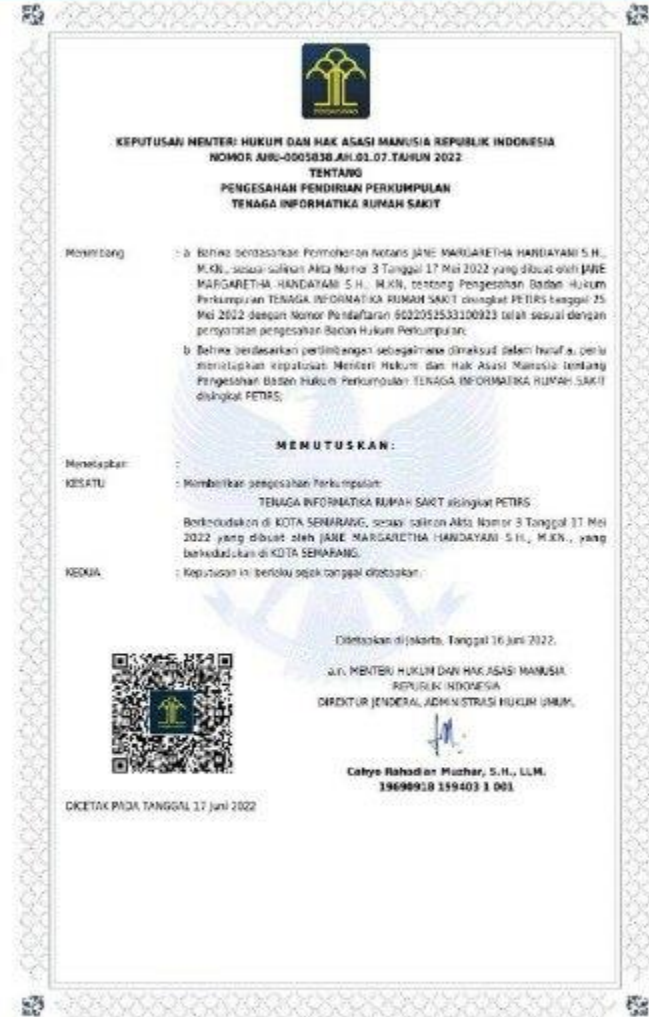 KEPUTUSAN MENTERI HUKUM DAN HAK ASASI MANUSIA REPUBLIK INDONESIA
NOMOR AHU-0005838.AH.01.07.TAHUN 2022
TENTANG
PENGESAHAN PENDIRIAN PERKUMPULAN
TENAGA INFORMATIKA RUMAH SAKIT
Menimbang : a Bahwa berdasarkan Permohonan Notaris JANE MARGARETHA HANDAYANI S.H.,
M.KN., sesuai salinan Akta Nomor 3 Tanggal 17 Mei 2022 yang dibuat oleh JANE
MARGARETHA HANDAYANI S.H., M.KN, tentang Pengesahan Badan Hukum
Perkumpulan TENAGA INFORMATIKA RUMAH SAKIT disingkat PETIRS tanggal 25
Mei 2022 dengan Nomor Pendaftaran 6022052533100923 telah sesuai dengan
persyaratan pengesahan Badan Hukum Perkumpulan;
b Bahwa berdasarkan pertimbangan sebagaimana dimaksud dalam huruf a, perlu
menetapkan keputusan Menteri Hukum dan Hak Asasi Manusia tentang
Pengesahan Badan Hukum Perkumpulan TENAGA INFORMATIKA RUMAH SAKIT
disingkat PETIRS;
MEMUTUSKAN:
Menetapkan :
KESATU : Memberikan pengesahan Perkumpulan:
TENAGA INFORMATIKA RUMAH SAKIT disingkat PETIRS
Berkedudukan di KOTA SEMARANG, sesuai salinan Akta Nomor 3 Tanggal 17 Mei
2022 yang dibuat oleh JANE MARGARETHA HANDAYANI S.H., M.KN., yang
berkedudukan di KOTA SEMARANG.
KEDUA : Keputusan ini berlaku sejak tanggal ditetapkan.
Ditetapkan di Jakarta, Tanggal 16 Juni 2022.
a.n. MENTERI HUKUM DAN HAK ASASI MANUSIA
REPUBLIK INDONESIA
DIREKTUR JENDERAL ADMINISTRASI HUKUM UMUM,
Cahyo Rahadian Muzhar, S.H., LLM.
19690918 199403 1 001
DICETAK PADA TANGGAL 17 Juni 2022